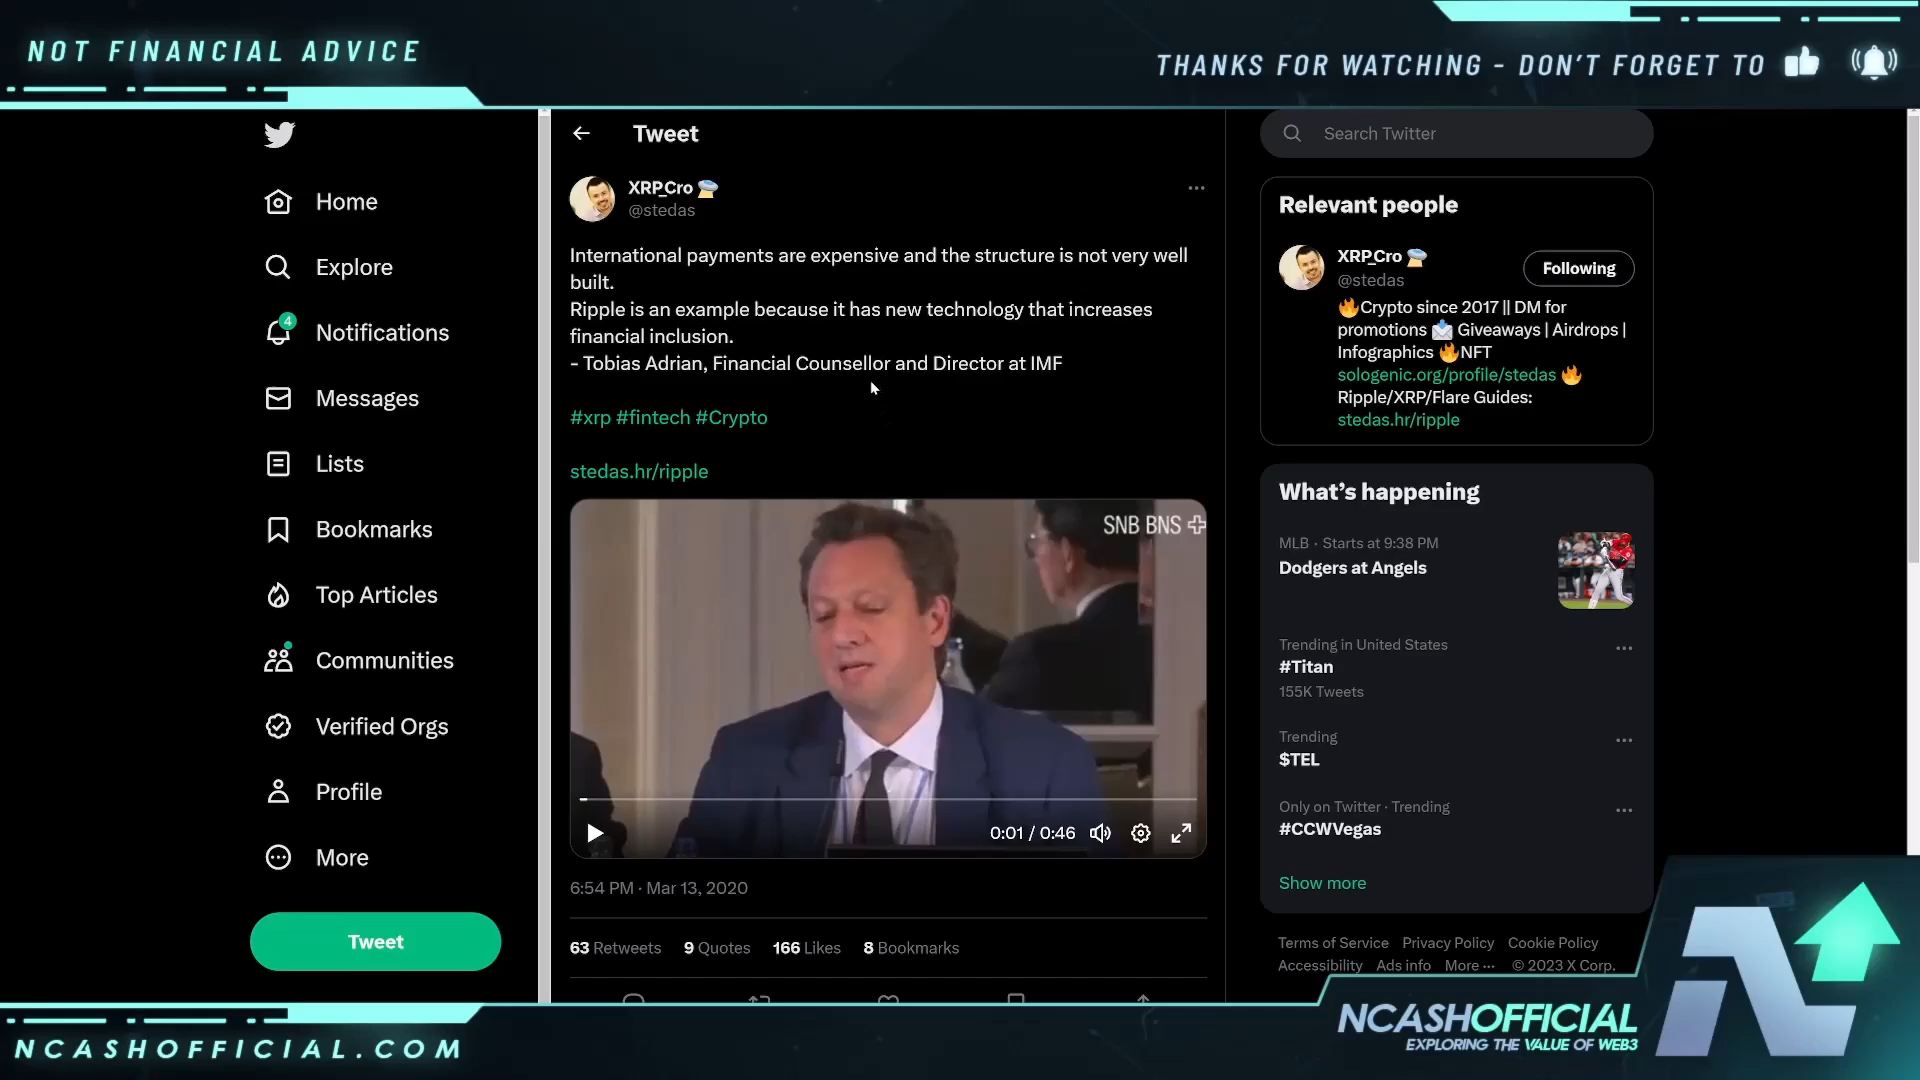 NOT FINANCIAL ADVICE
THANKS FOR WATCHING - DON'T FORGET TO
Home
Explore
4
Notifications
Messages
Lists
Bookmarks
Top Articles
Communities
Verified Orgs
Profile
More
Tweet
Tweet
XRP_Cro
@stedas
International payments are expensive and the structure is not very well
built.
Ripple is an example because it has new technology that increases
financial inclusion.
- Tobias Adrian, Financial Counsellor and Director at IMF
#xrp #fintech #Crypto
stedas.hr/ripple
SNB BNS
0:01 / 0:46
6:54 PM · Mar 13, 2020
63 Retweets 9 Quotes 166 Likes 8 Bookmarks
Search Twitter
Relevant people
XRP_Cro
@stedas
Following
Crypto since 2017 || DM for
promotions Giveaways | Airdrops |
Infographics NFT
sologenic.org/profile/stedas
Ripple/XRP/Flare Guides:
stedas.hr/ripple
What's happening
MLB · Starts at 9:38 PM
Dodgers at Angels
Trending in United States
#Titan
155K Tweets
Trending
$TEL
Only on Twitter · Trending
#CCWVegas
Show more
Terms of Service Privacy Policy Cookie Policy
Accessibility Ads info More ··· © 2023 X Corp.
NCASHOFFICIAL.COM
NCASHOFFICIAL
EXPLORING THE VALUE OF WEB3